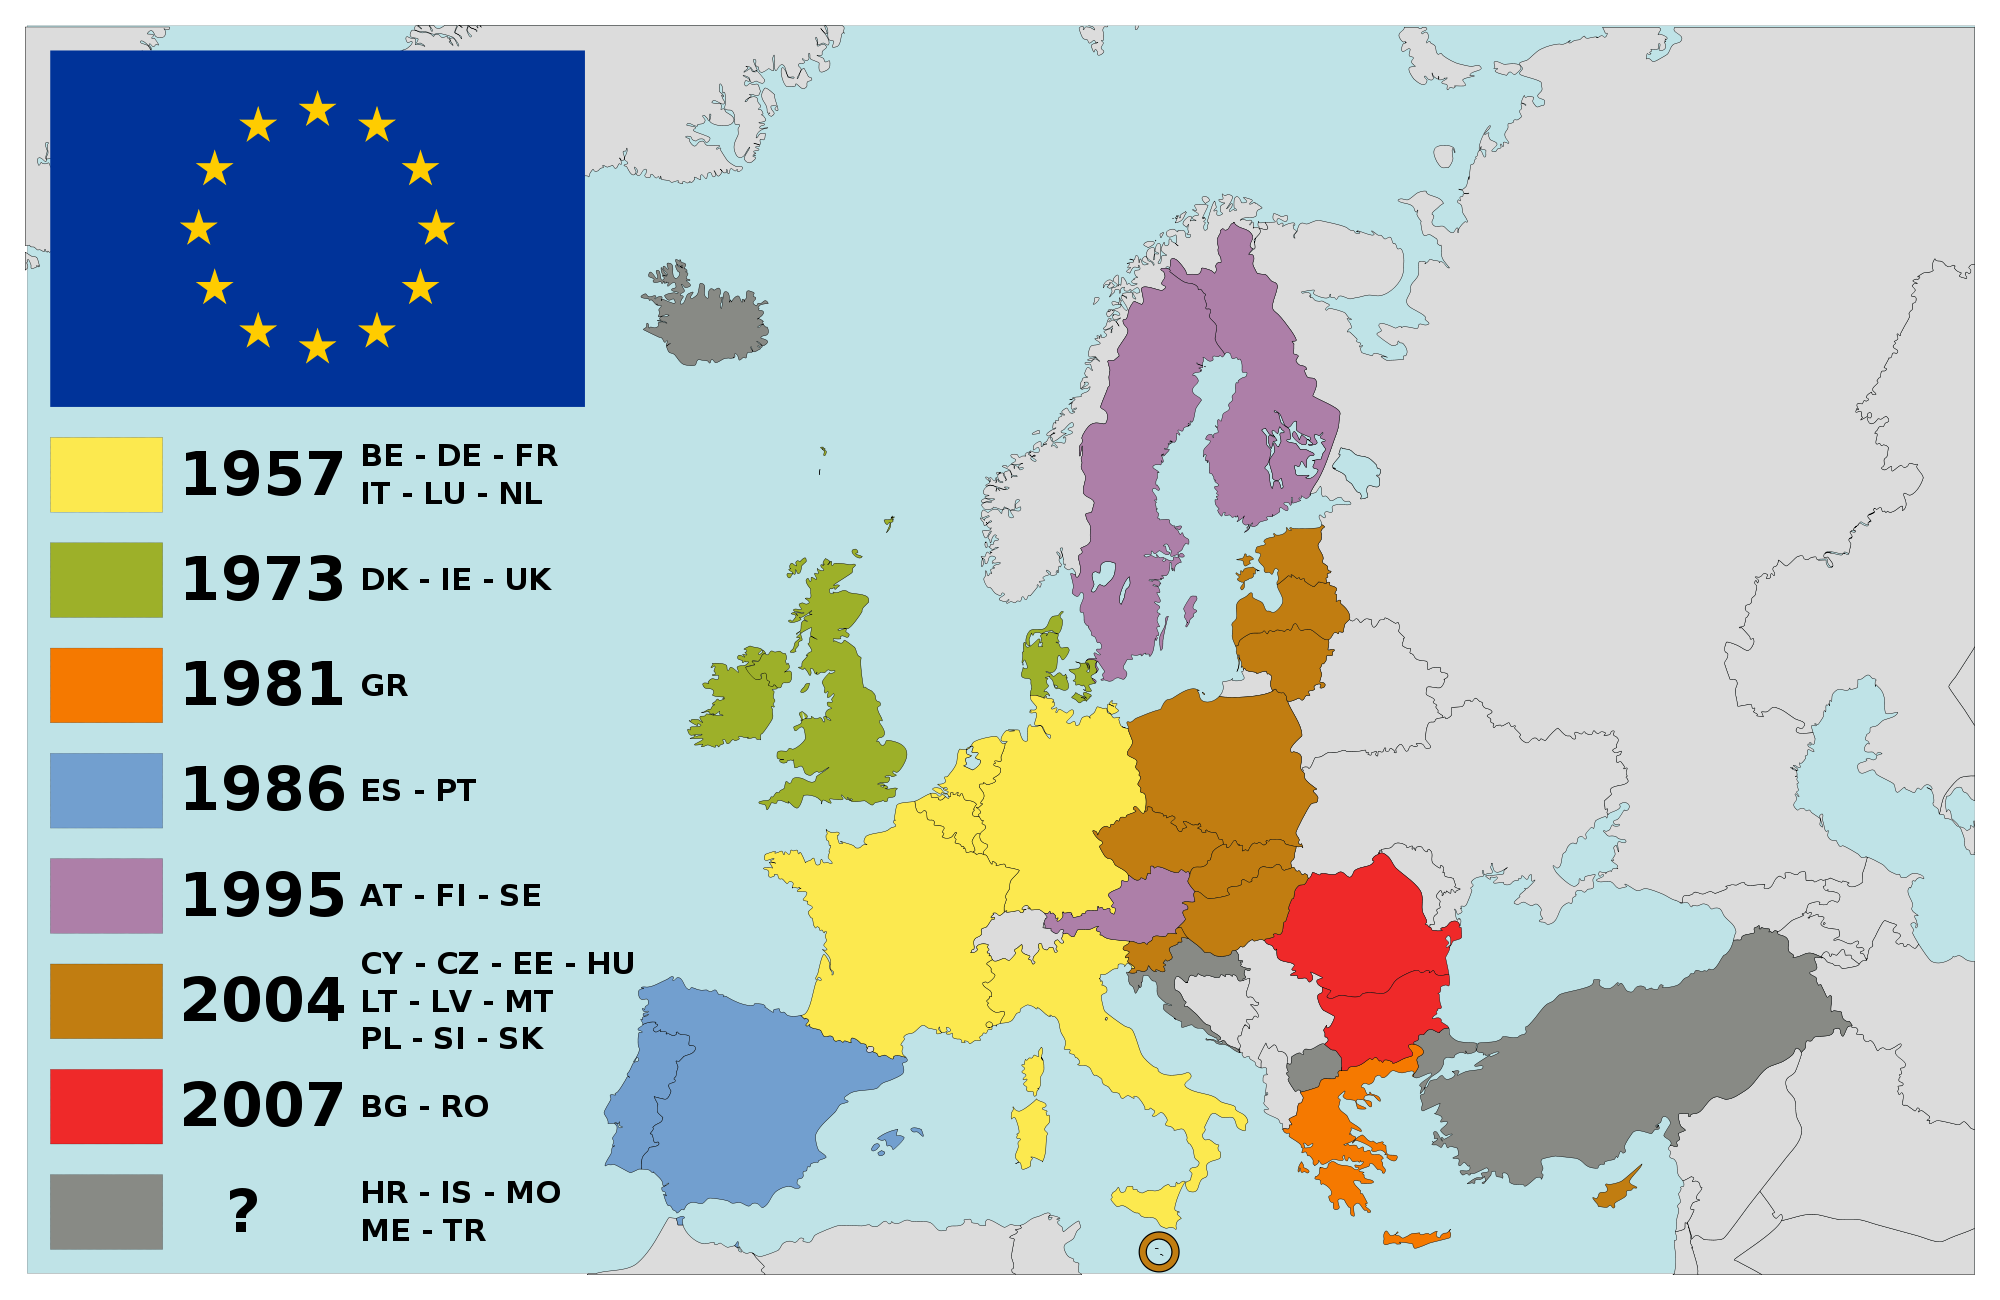 1957 BE - DE - FR
IT - LU - NL
1973 DK - IE - UK
1981 GR
1986 ES - PT
1995 AT - FI - SE
2004 CY - CZ - EE - HU
LT - LV - MT
PL - SI - SK
2007 BG - RO
? HR - IS - MO
ME - TR